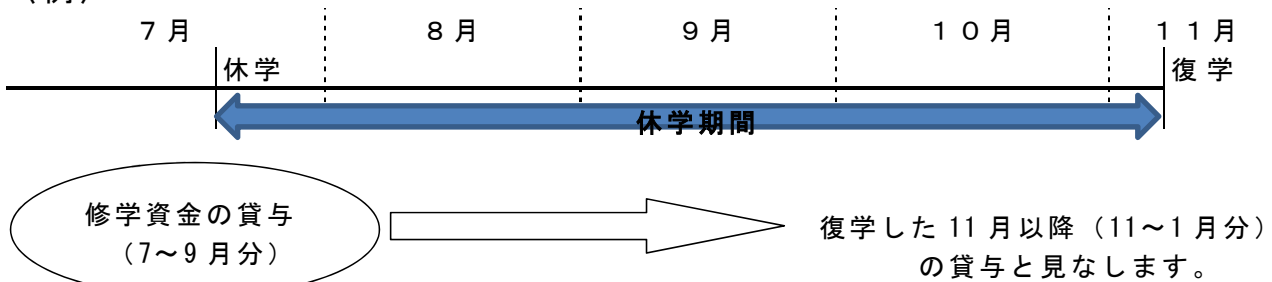 （例）
７月 ８月 ９月 １０月 １１月
休学 復学
休学期間
修学資金の貸与
（7～9月分）
復学した11月以降（11～1月分）
の貸与と見なします。